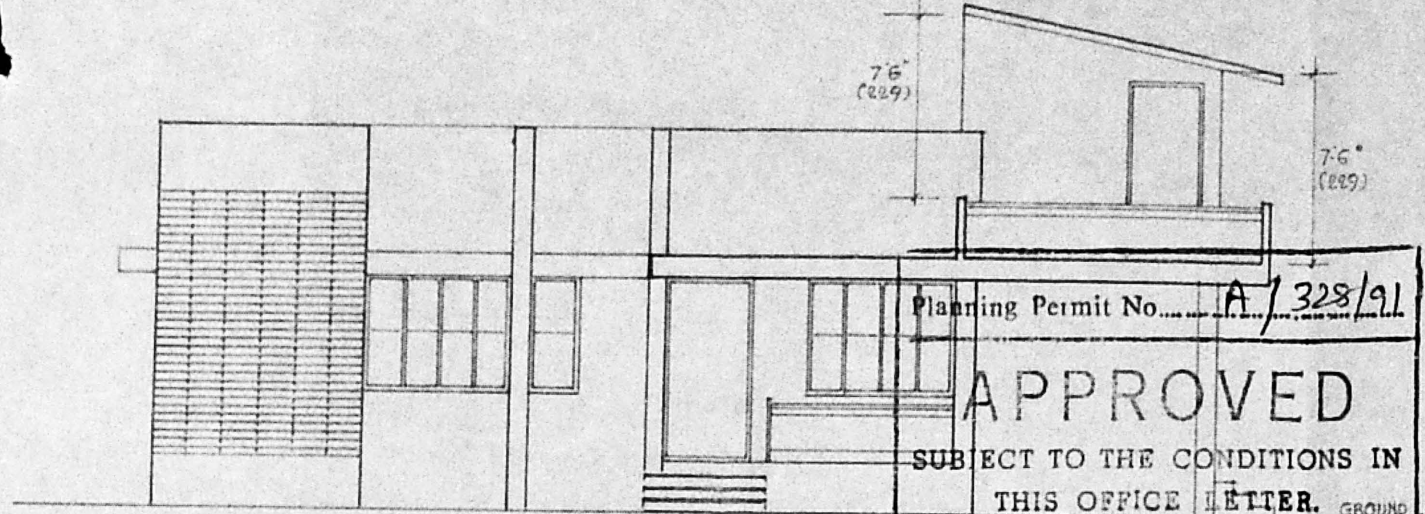 7'6"
(229)
7'6"
(229)
Planning Permit No..... A / 328/91
APPROVED
SUBJECT TO THE CONDITIONS IN
THIS OFFICE LETTER.
GROUND